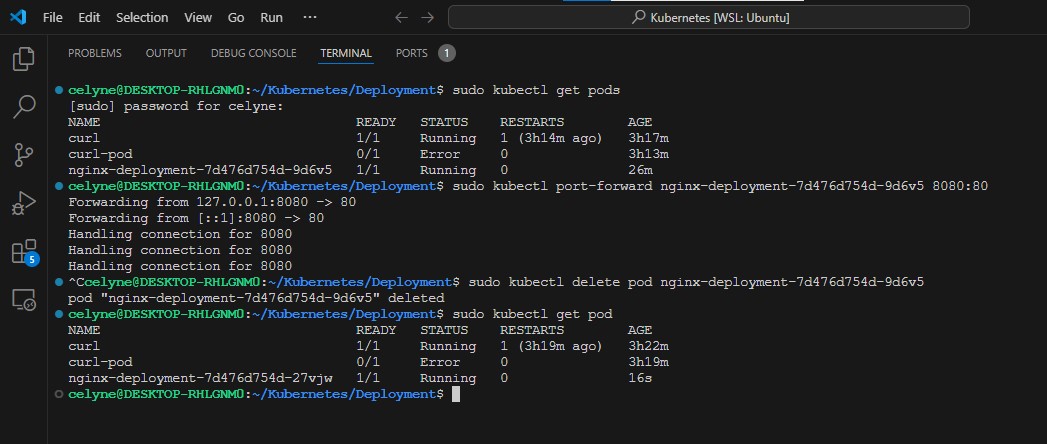 File Edit Selection View Go Run ··· ← → Kubernetes [WSL: Ubuntu]
PROBLEMS OUTPUT DEBUG CONSOLE TERMINAL PORTS 1
celyne@DESKTOP-RHLGNM0:~/Kubernetes/Deployment$ sudo kubectl get pods
[sudo] password for celyne:
NAME READY STATUS RESTARTS AGE
curl 1/1 Running 1 (3h14m ago) 3h17m
curl-pod 0/1 Error 0 3h13m
nginx-deployment-7d476d754d-9d6v5 1/1 Running 0 26m
celyne@DESKTOP-RHLGNM0:~/Kubernetes/Deployment$ sudo kubectl port-forward nginx-deployment-7d476d754d-9d6v5 8080:80
Forwarding from 127.0.0.1:8080 -> 80
Forwarding from [::1]:8080 -> 80
Handling connection for 8080
Handling connection for 8080
Handling connection for 8080
^Ccelyne@DESKTOP-RHLGNM0:~/Kubernetes/Deployment$ sudo kubectl delete pod nginx-deployment-7d476d754d-9d6v5
pod "nginx-deployment-7d476d754d-9d6v5" deleted
celyne@DESKTOP-RHLGNM0:~/Kubernetes/Deployment$ sudo kubectl get pod
NAME READY STATUS RESTARTS AGE
curl 1/1 Running 1 (3h19m ago) 3h22m
curl-pod 0/1 Error 0 3h19m
nginx-deployment-7d476d754d-27vjw 1/1 Running 0 16s
celyne@DESKTOP-RHLGNM0:~/Kubernetes/Deployment$
5